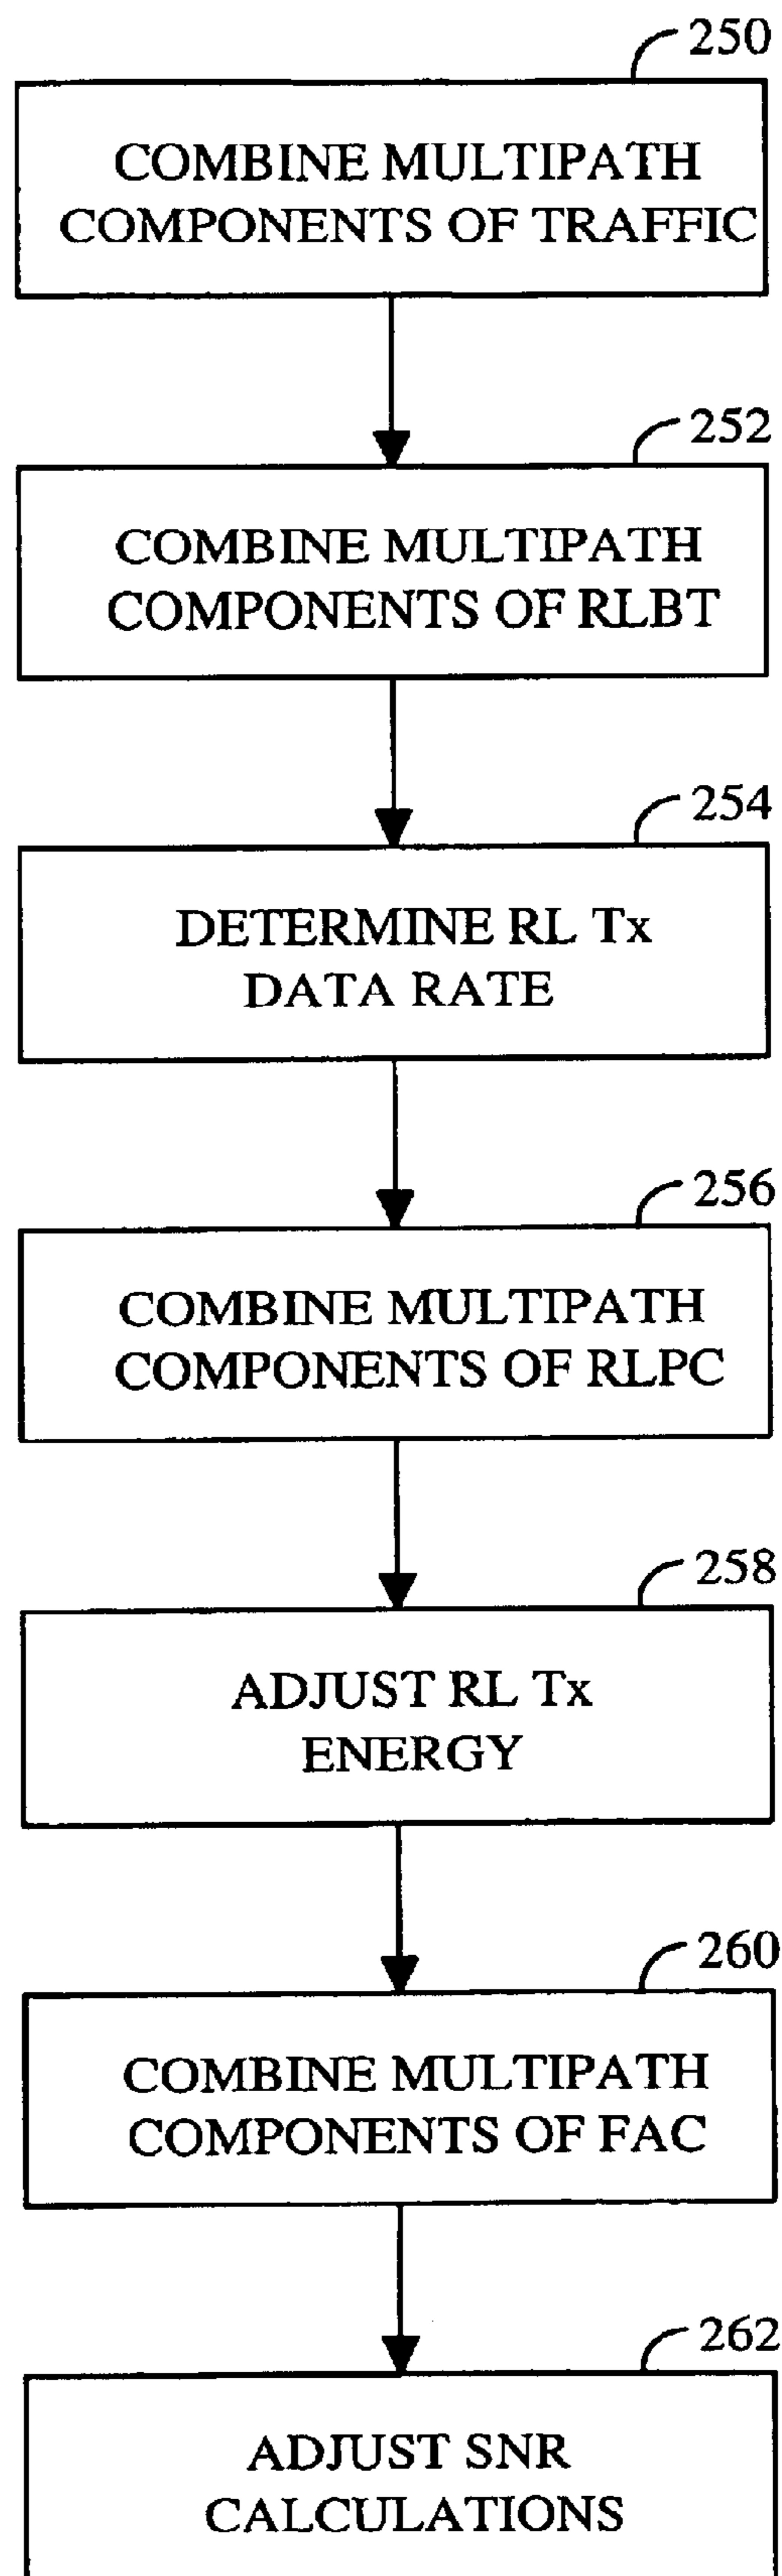 250
COMBINE MULTIPATH
COMPONENTS OF TRAFFIC
252
COMBINE MULTIPATH
COMPONENTS OF RLBT
254
DETERMINE RL Tx
DATA RATE
256
COMBINE MULTIPATH
COMPONENTS OF RLPC
258
ADJUST RL Tx
ENERGY
260
COMBINE MULTIPATH
COMPONENTS OF FAC
262
ADJUST SNR
CALCULATIONS